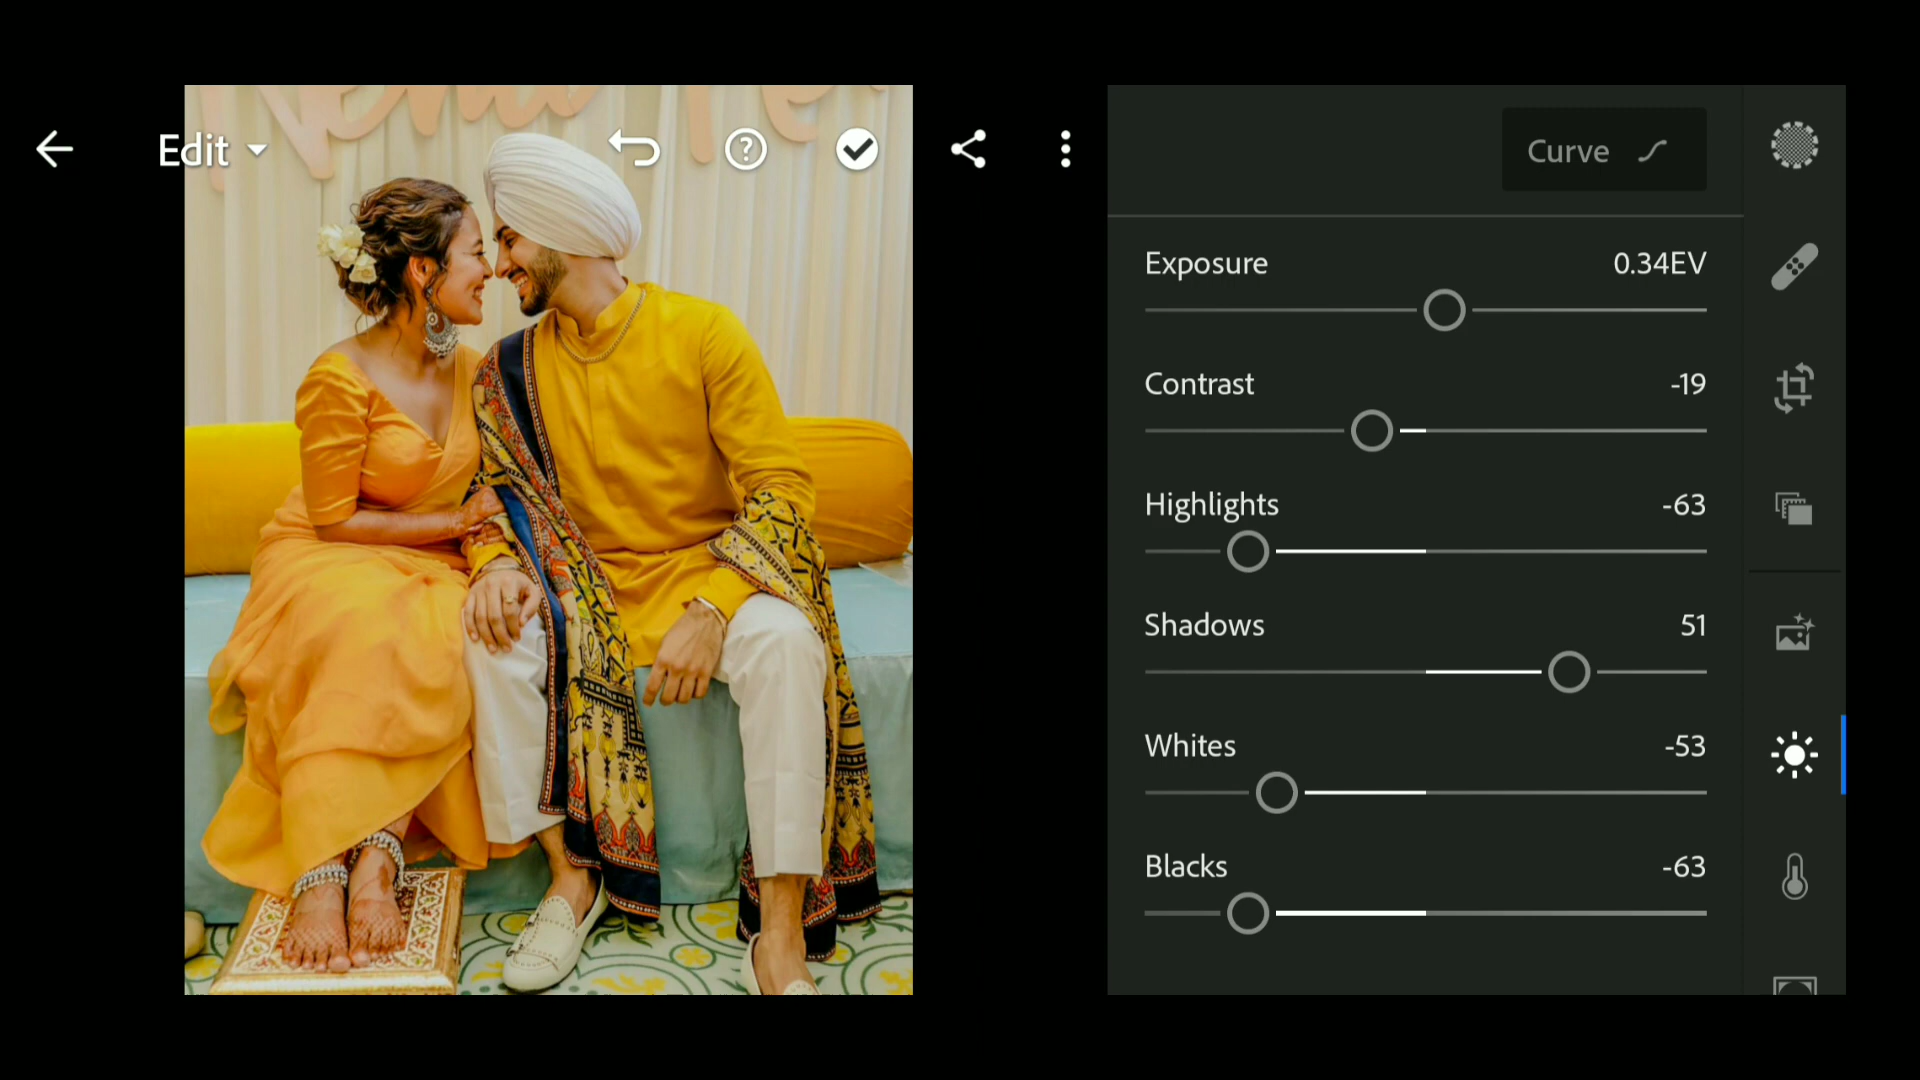 Edit
Curve
Exposure 0.34EV
Contrast -19
Highlights -63
Shadows 51
Whites -53
Blacks -63